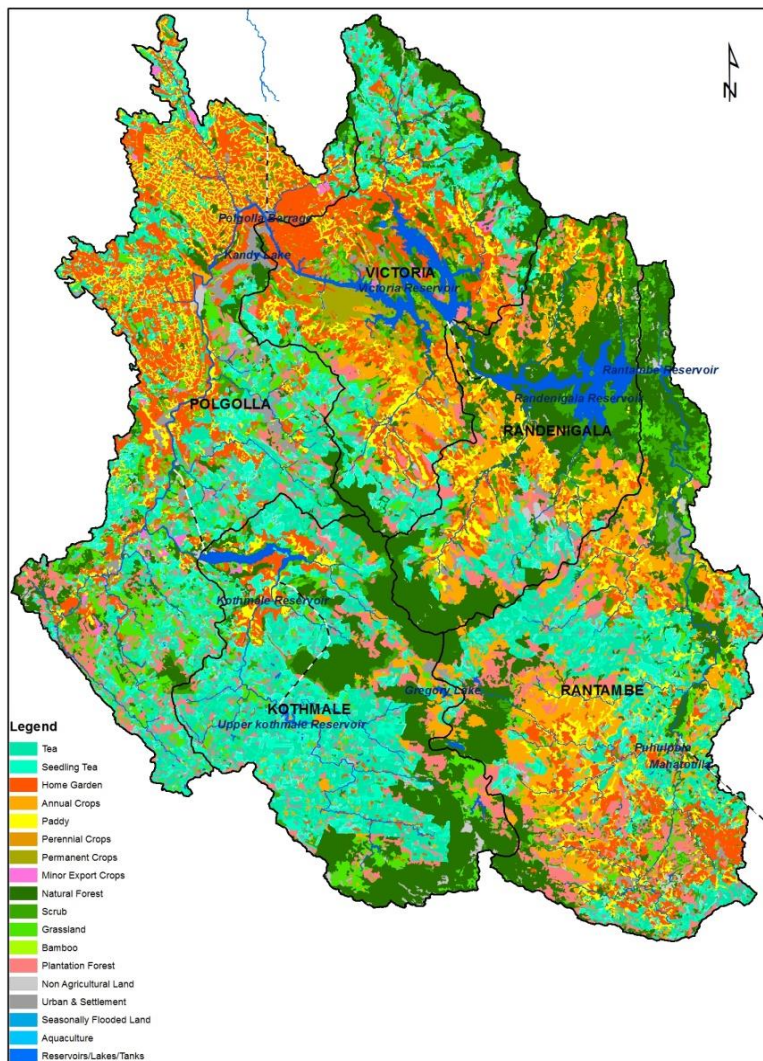 N
Polgolla Barrage
Kandy Lake
VICTORIA
Victoria Reservoir
Rantambe Reservoir
Randenigala Reservoir
POLGOLLA
RANDENIGALA
Kothmale Reservoir
Gregory Lake
RANTAMBE
KOTHMALE
Upper kothmale Reservoir
Puhulpola
Mahatotilla
Legend
Tea
Seedling Tea
Home Garden
Annual Crops
Paddy
Perennial Crops
Permanent Crops
Minor Export Crops
Natural Forest
Scrub
Grassland
Bamboo
Plantation Forest
Non Agricultural Land
Urban & Settlement
Seasonally Flooded Land
Aquaculture
Reservoirs/Lakes/Tanks